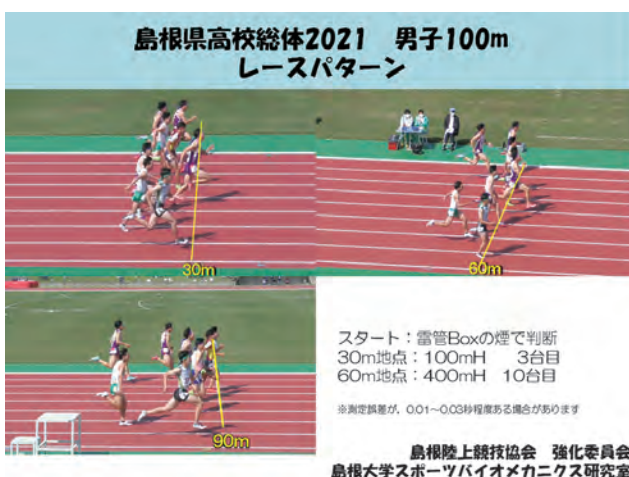 島根県高校総体2021 男子100m
レースパターン
30m
60m
90m
スタート：雷管Boxの煙で判断
30m地点：100mH 3台目
60m地点：400mH 10台目
※測定誤差が、0.01～0.03秒程度ある場合があります
島根陸上競技協会 強化委員会
島根大学スポーツバイオメカニクス研究室